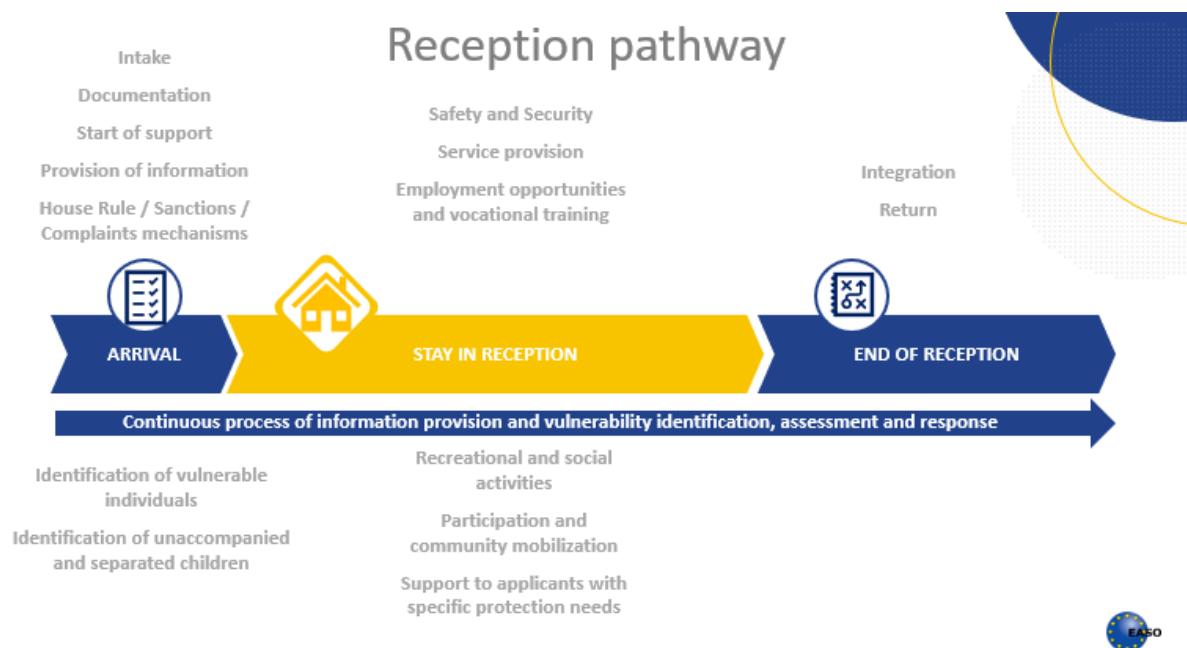 Reception pathway
Intake
Documentation
Start of support
Provision of information
House Rule / Sanctions /
Complaints mechanisms
Safety and Security
Service provision
Employment opportunities
and vocational training
Integration
Return
ARRIVAL
STAY IN RECEPTION
END OF RECEPTION
Continuous process of information provision and vulnerability identification, assessment and response
Identification of vulnerable
individuals
Identification of unaccompanied
and separated children
Recreational and social
activities
Participation and
community mobilization
Support to applicants with
specific protection needs
EASO